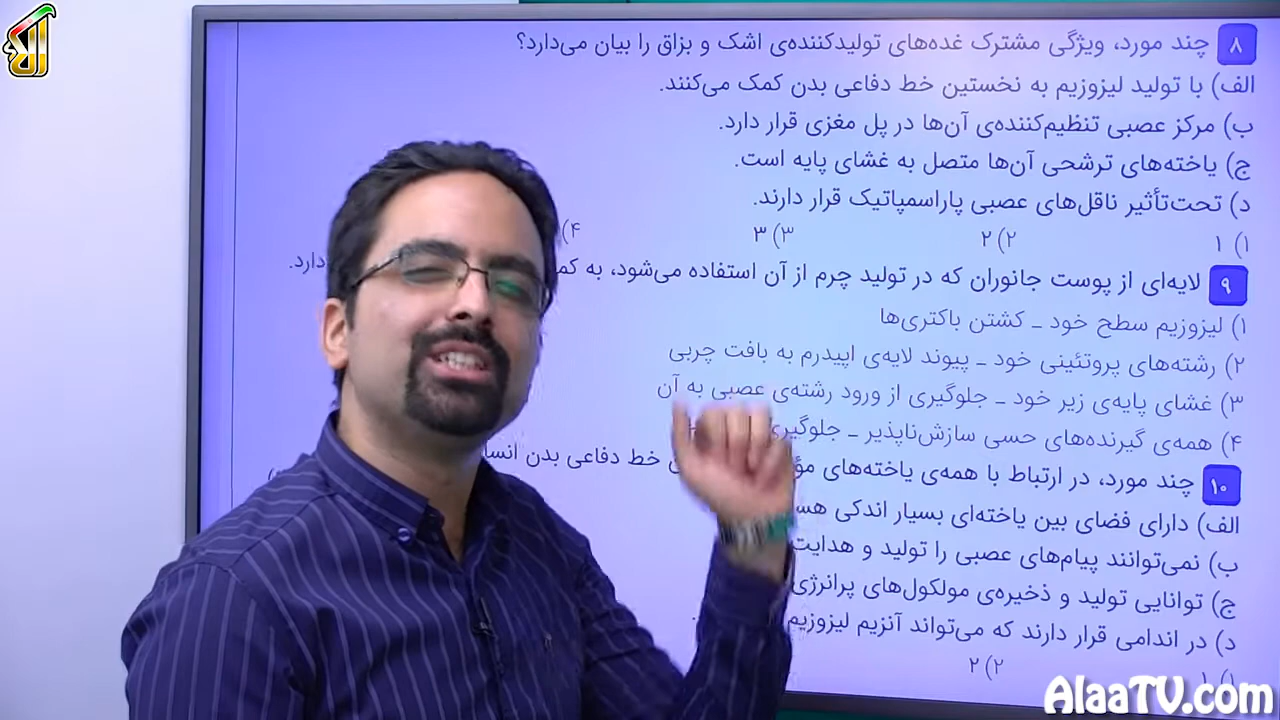 آلاء
۸ چند مورد، ویژگی مشترک غده‌های تولیدکننده‌ی اشک و بزاق را بیان می‌دارد؟
الف) با تولید لیزوزیم به نخستین خط دفاعی بدن کمک می‌کنند.
ب) مرکز عصبی تنظیم‌کننده‌ی آن‌ها در پل مغزی قرار دارد.
ج) یاخته‌های ترشحی آن‌ها متصل به غشای پایه است.
د) تحت‌تأثیر ناقل‌های عصبی پاراسمپاتیک قرار دارند.
۱) ۱ ۲) ۲ ۳) ۳ ۴)
۹ لایه‌ای از پوست جانوران که در تولید چرم از آن استفاده می‌شود، به دارد.
۱) لیزوزیم سطح خود ـ کشتن باکتری‌ها
۲) رشته‌های پروتئینی خود ـ پیوند لایه‌ی اپیدرم به بافت چربی
۳) غشای پایه‌ی زیر خود ـ جلوگیری از ورود رشته‌ی عصبی به آن
۴) همه‌ی گیرنده‌های حسی سازش‌ناپذیر ـ جلوگیری
۱۰ چند مورد، در ارتباط با همه‌ی یاخته‌های خط دفاعی بدن
الف) دارای فضای بین یاخته‌ای بسیار اندکی
ب) نمی‌توانند پیام‌های عصبی را تولید و هدایت
ج) توانایی تولید و ذخیره‌ی مولکول‌های پرانرژی
د) در اندامی قرار دارند که می‌تواند آنزیم لیزوزیم
۱) ۱ ۲) ۲
AlaaTV.com